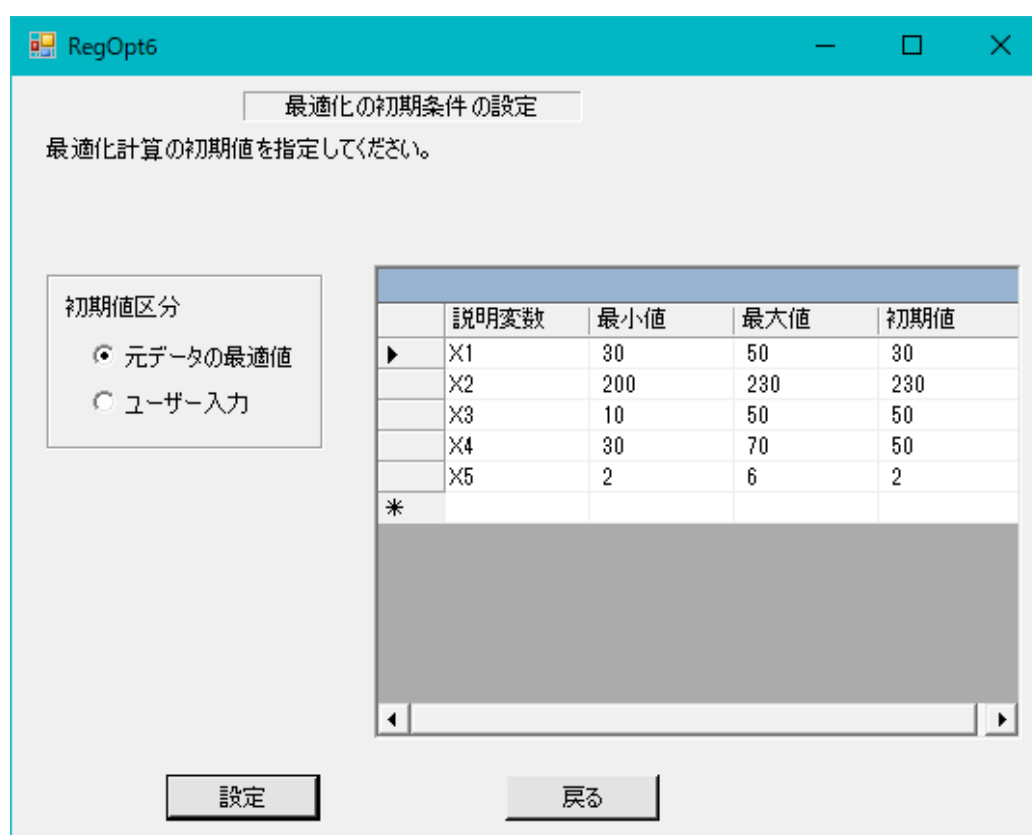 RegOpt6
最適化の初期条件の設定
最適化計算の初期値を指定してください。
初期値区分
元データの最適値
ユーザー入力
説明変数 最小値 最大値 初期値
X1 30 50 30
X2 200 230 230
X3 10 50 50
X4 30 70 50
X5 2 6 2
*
設定 戻る